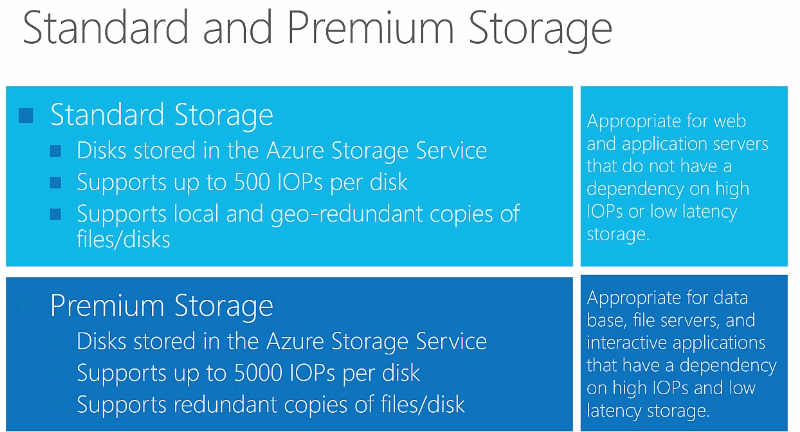 Standard and Premium Storage
Standard Storage
Disks stored in the Azure Storage Service
Supports up to 500 IOPs per disk
Supports local and geo-redundant copies of
files/disks
Appropriate for web
and application servers
that do not have a
dependency on high
IOPs or low latency
storage.
Premium Storage
Disks stored in the Azure Storage Service
Supports up to 5000 IOPs per disk
Supports redundant copies of files/disk
Appropriate for data
base, file servers, and
interactive applications
that have a dependency
on high IOPs and low
latency storage.